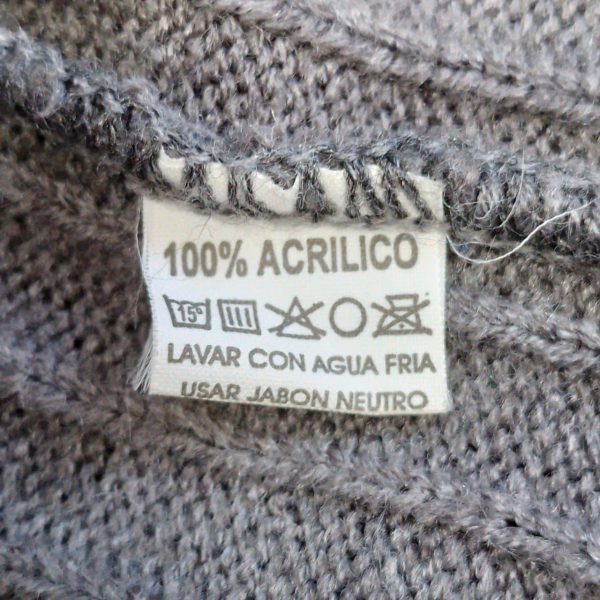 100% ACRILICO
15°
LAVAR CON AGUA FRIA
USAR JABON NEUTRO